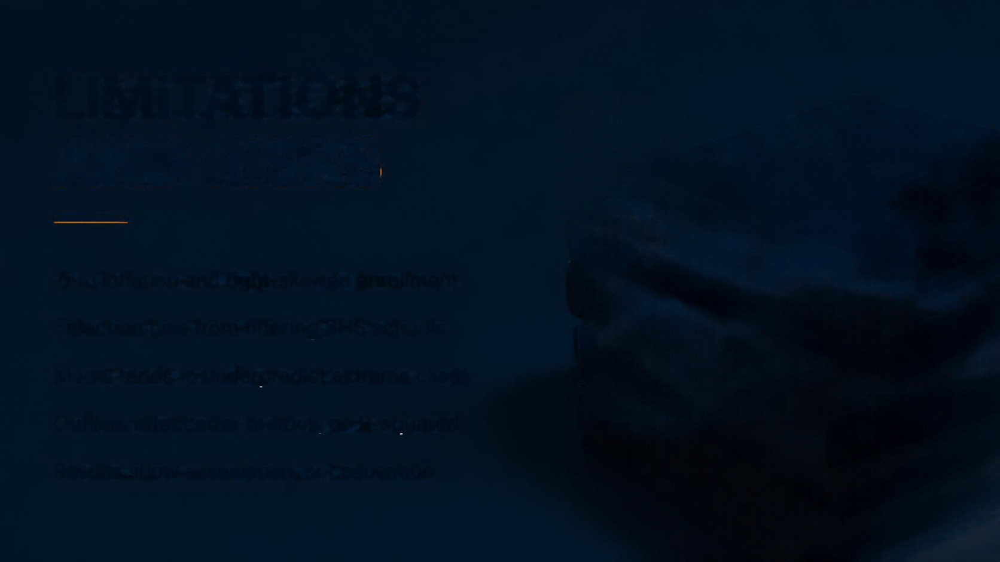 LIMITATIONS
Zero inflation and right-skewed enrollment
Selection bias from filtering SHS schools
Model tends to underpredict extreme cases
Outliers affect error metrics, R-squared
Results show association, not causation.